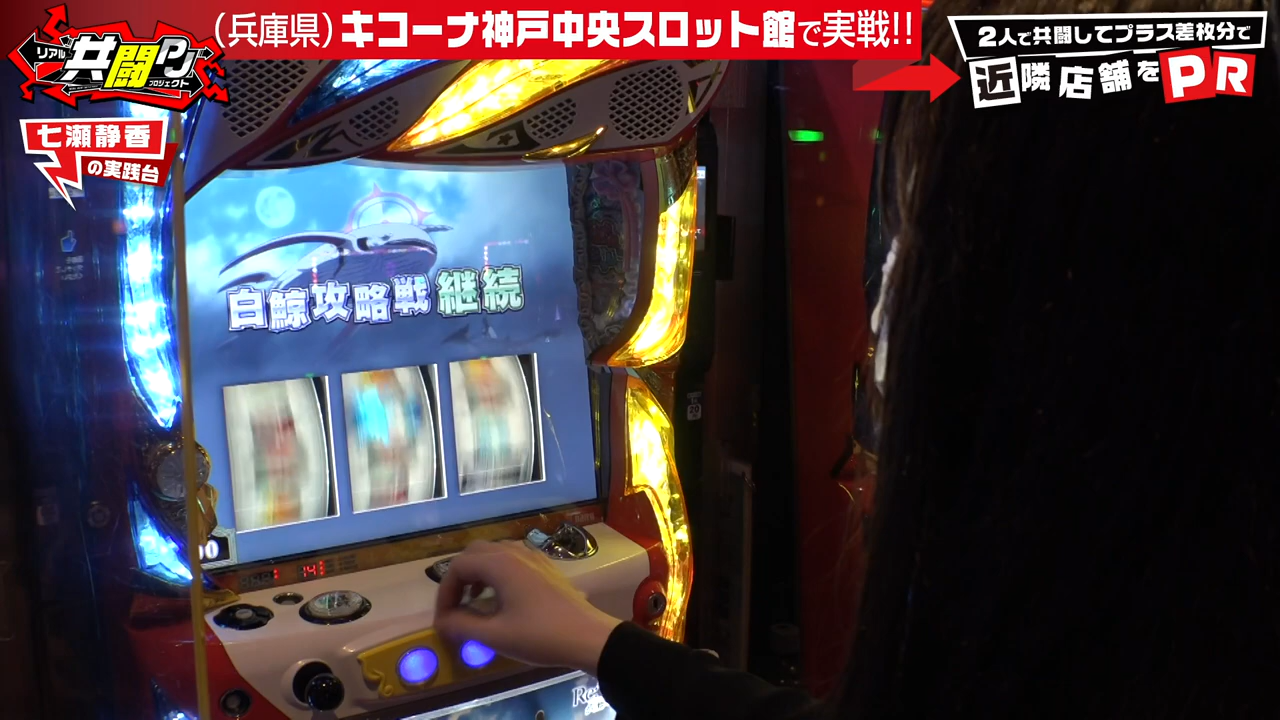 リアル
共闘PJ
プロジェクト
(兵庫県)キコーナ神戸中央スロット館で実戦!!
2人で共闘してプラス差枚分で
近隣店舗をPR
七瀬静香
の実践台
白鯨攻略戦継続